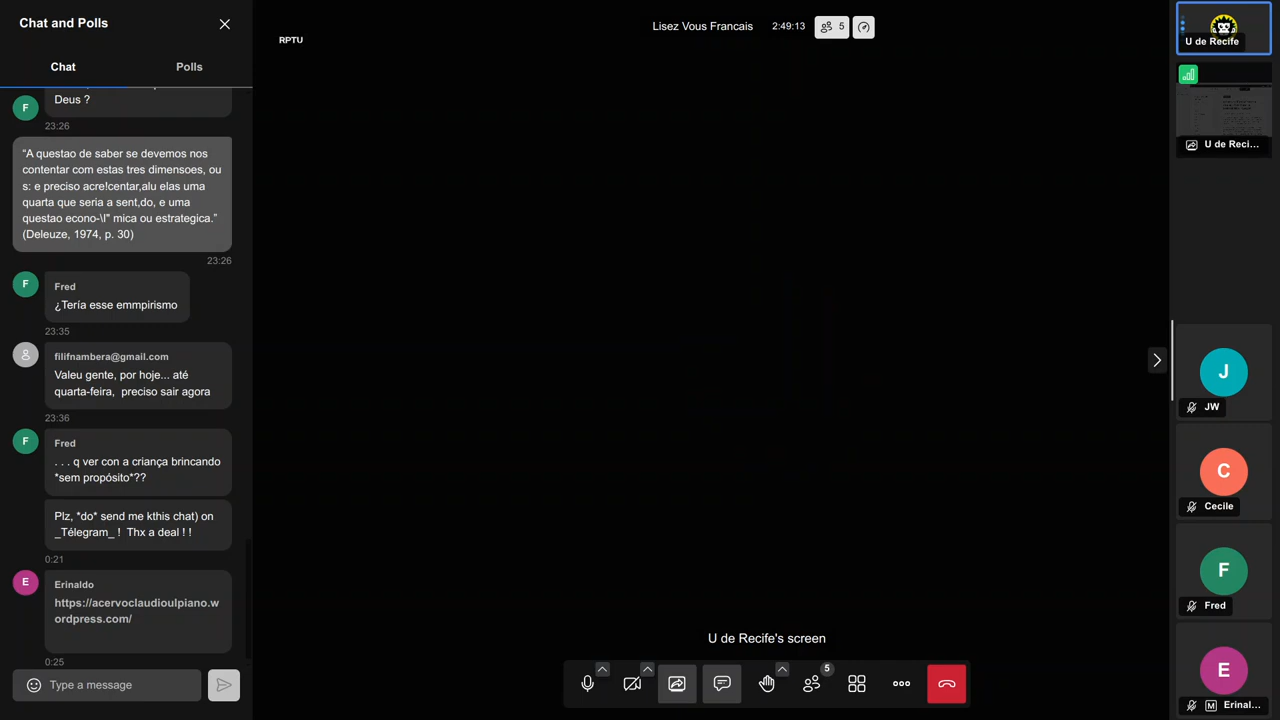 Chat and Polls
Chat
Polls
Deus ?
F
23:26
“A questao de saber se devemos nos
contentar com estas tres dimensoes, ou
s: e preciso acre!centar,alu elas uma
quarta que seria a sent,do, e uma
questao econo-\l" mica ou estrategica.”
(Deleuze, 1974, p. 30)
23:26
F
Fred
¿Tería esse emmpirismo
23:35
filifnambera@gmail.com
Valeu gente, por hoje... até
quarta-feira, preciso sair agora
23:36
F
Fred
. . . q ver con a criança brincando
*sem propósito*??
Plz, *do* send me kthis chat) on
_Télegram_ ! Thx a deal ! !
0:21
E
Erinaldo
https://acervoclaudioulpiano.w
ordpress.com/
0:25
Type a message
RPTU
Lisez Vous Francais
2:49:13
5
U de Recife's screen
5
U de Recife
U de Reci...
J
JW
C
Cecile
F
Fred
E
M
Erinal...